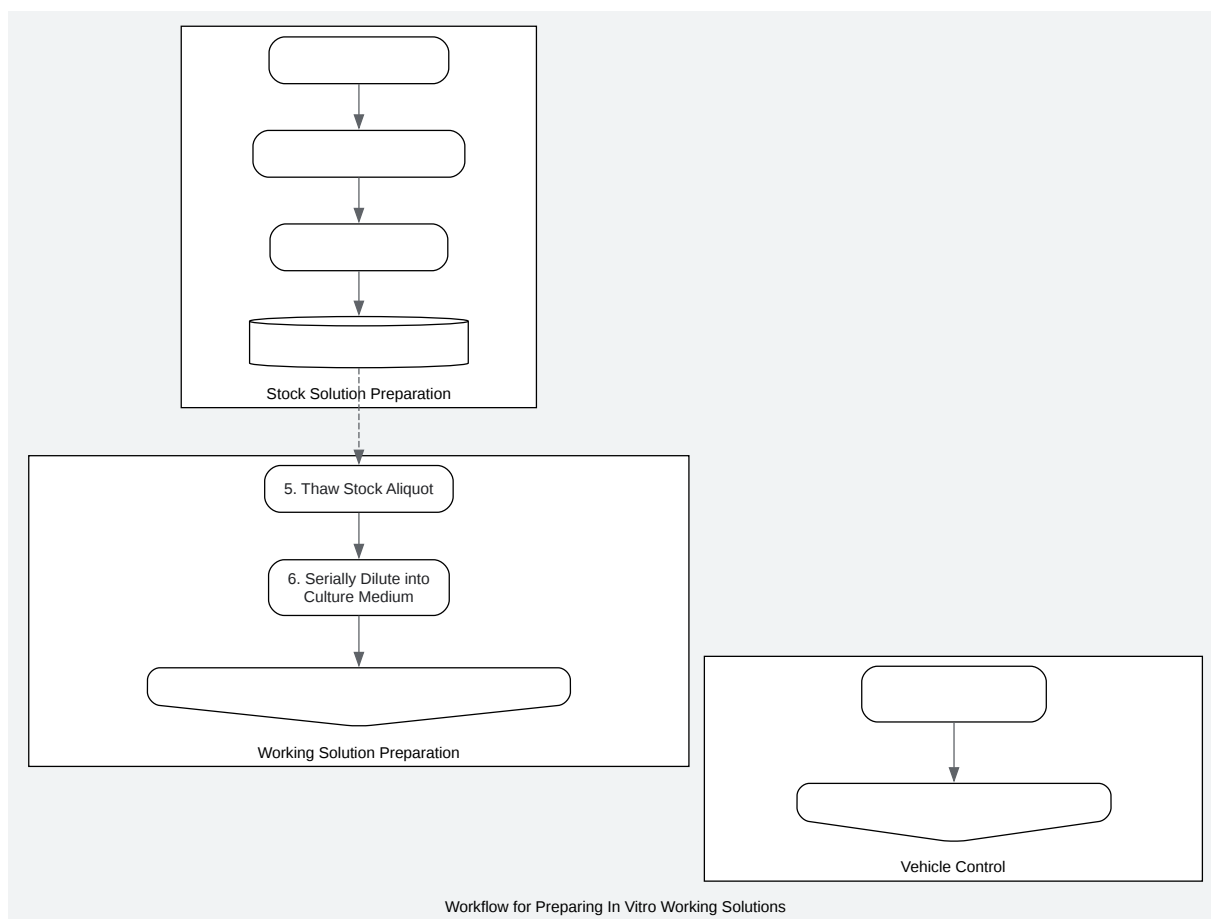 Stock Solution Preparation
5. Thaw Stock Aliquot
6. Serially Dilute into
Culture Medium
Working Solution Preparation
Vehicle Control
Workflow for Preparing In Vitro Working Solutions